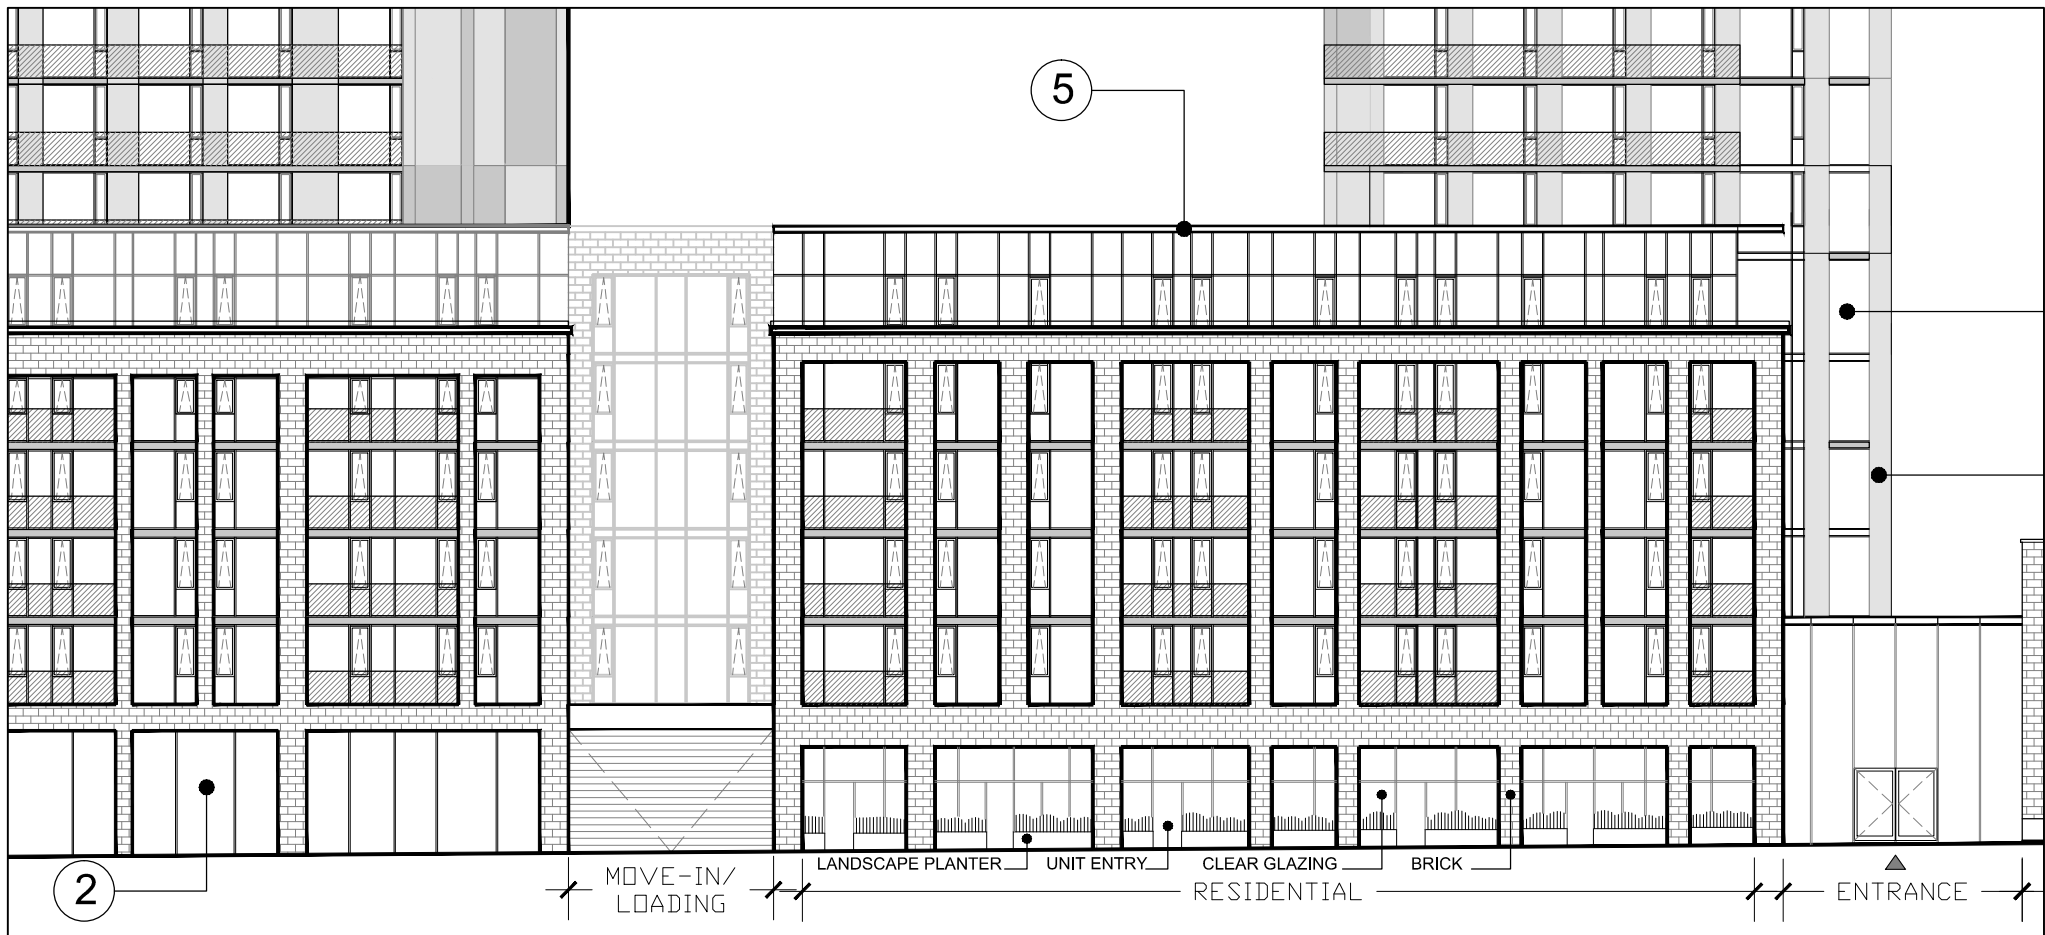 5
LANDSCAPE PLANTER
UNIT ENTRY
CLEAR GLAZING
BRICK
2
MOVE-IN/
LOADING
RESIDENTIAL
ENTRANCE